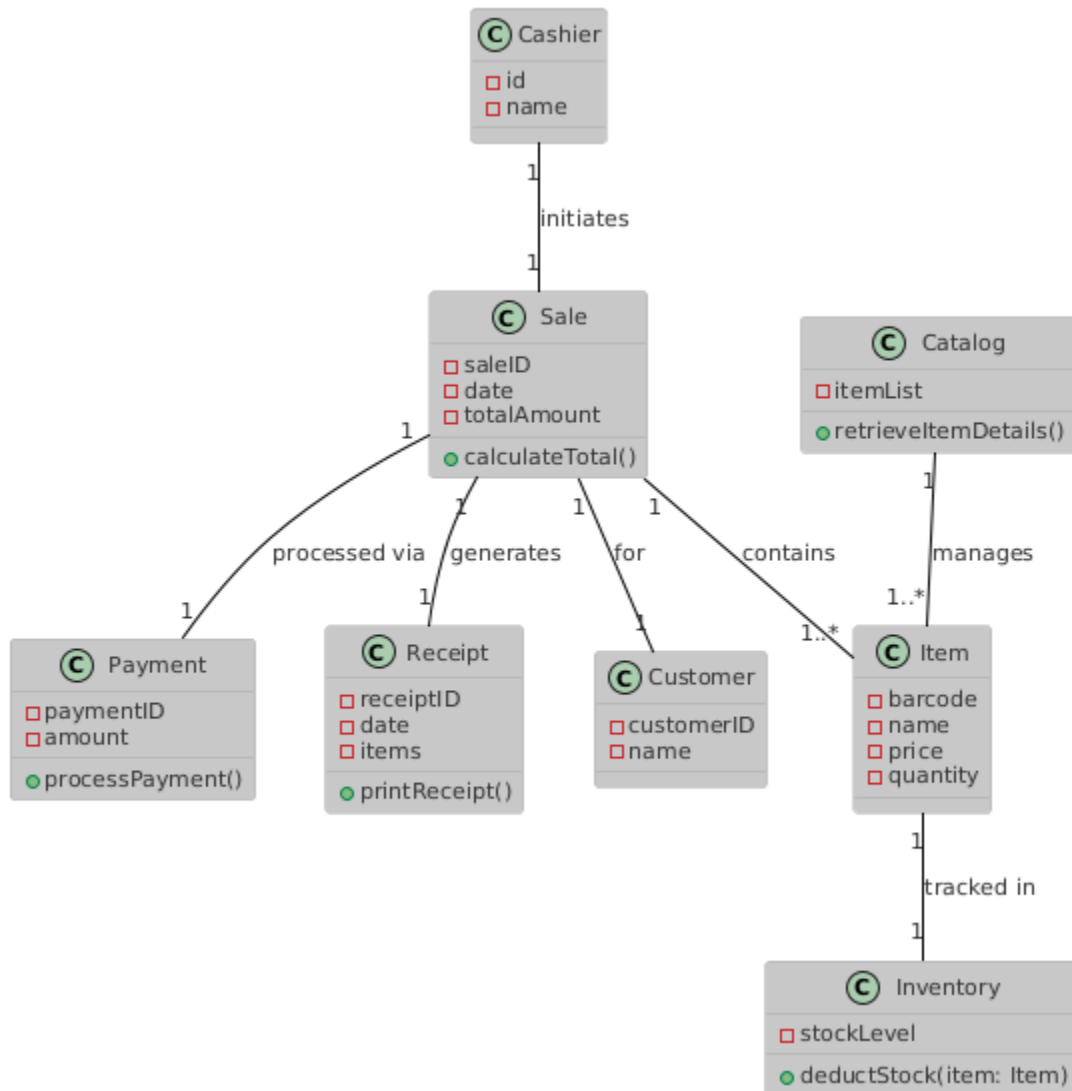 C Cashier
id
name
1
initiates
1
C Sale
saleID
date
totalAmount
calculateTotal()
C Catalog
itemList
retrieveItemDetails()
1
1
1
1
1
processed via
generates
for
contains
manages
1
1
1
1..*
1..*
C Payment
paymentID
amount
processPayment()
C Receipt
receiptID
date
items
printReceipt()
C Customer
customerID
name
C Item
barcode
name
price
quantity
1
tracked in
1
C Inventory
stockLevel
deductStock(item: Item)